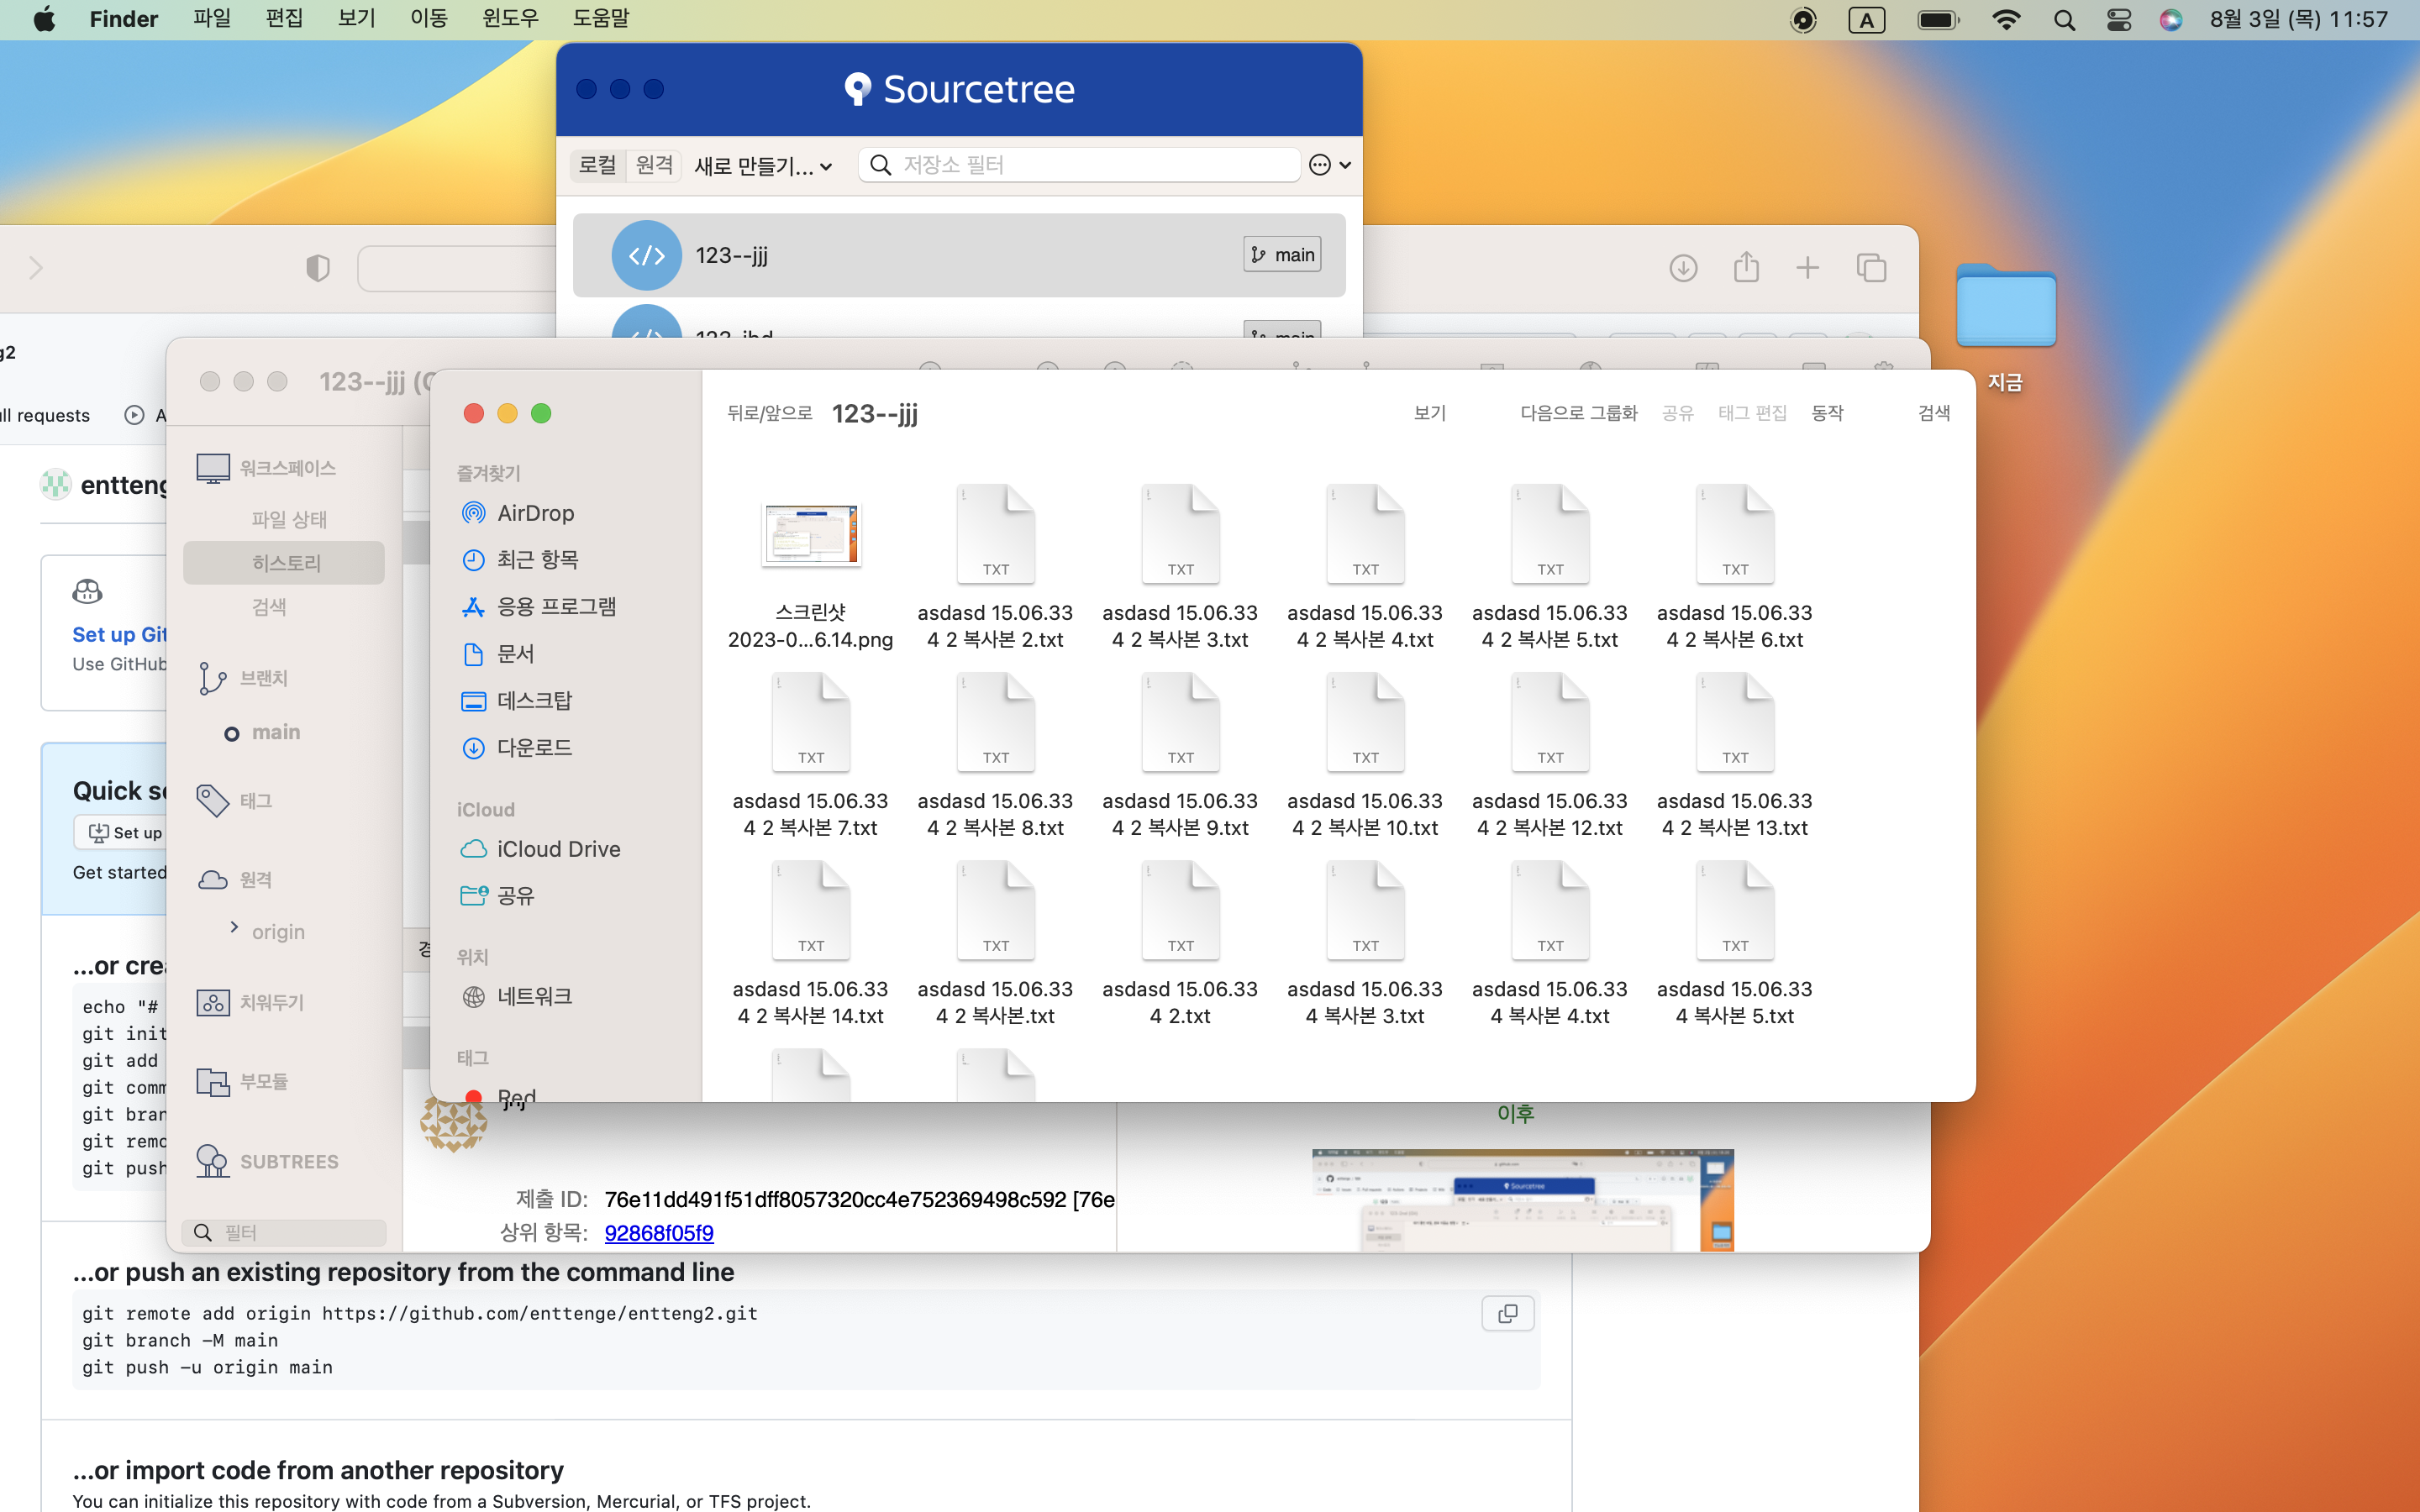 Finder 파일 편집 보기 이동 윈도우 도움말
A
8월 3일 (목) 11:57
Sourcetree
로컬 원격 새로 만들기... 저장소 필터
123--jjj
main
지금
ll requests
123--jjj
뒤로/앞으로 123--jjj 보기 다음으로 그룹화 공유 태그 편집 동작 검색
entteng
Set up Git
Use GitHub
Quick se
Set up
Get started
...or crea
echo "#
git init
git add
git comm
git bran
git remo
git push
워크스페이스
파일 상태
히스토리
검색
브랜치
main
태그
원격
origin
치워두기
부모듈
SUBTREES
필터
즐겨찾기
AirDrop
최근 항목
응용 프로그램
문서
데스크탑
다운로드
iCloud
iCloud Drive
공유
위치
네트워크
태그
Red
스크린샷
2023-0...6.14.png
asdasd 15.06.33
4 2 복사본 2.txt
asdasd 15.06.33
4 2 복사본 3.txt
asdasd 15.06.33
4 2 복사본 4.txt
asdasd 15.06.33
4 2 복사본 5.txt
asdasd 15.06.33
4 2 복사본 6.txt
asdasd 15.06.33
4 2 복사본 7.txt
asdasd 15.06.33
4 2 복사본 8.txt
asdasd 15.06.33
4 2 복사본 9.txt
asdasd 15.06.33
4 2 복사본 10.txt
asdasd 15.06.33
4 2 복사본 12.txt
asdasd 15.06.33
4 2 복사본 13.txt
asdasd 15.06.33
4 2 복사본 14.txt
asdasd 15.06.33
4 2 복사본.txt
asdasd 15.06.33
4 2.txt
asdasd 15.06.33
4 복사본 3.txt
asdasd 15.06.33
4 복사본 4.txt
asdasd 15.06.33
4 복사본 5.txt
TXT TXT TXT TXT TXT
TXT TXT TXT TXT TXT TXT
TXT TXT TXT TXT TXT TXT
이후
Sourcetree
제출 ID: 76e11dd491f51dff8057320cc4e752369498c592 [76e
상위 항목: 92868f05f9
...or push an existing repository from the command line
git remote add origin https://github.com/enttenge/entteng2.git
git branch -M main
git push -u origin main
...or import code from another repository
You can initialize this repository with code from a Subversion, Mercurial, or TFS project.